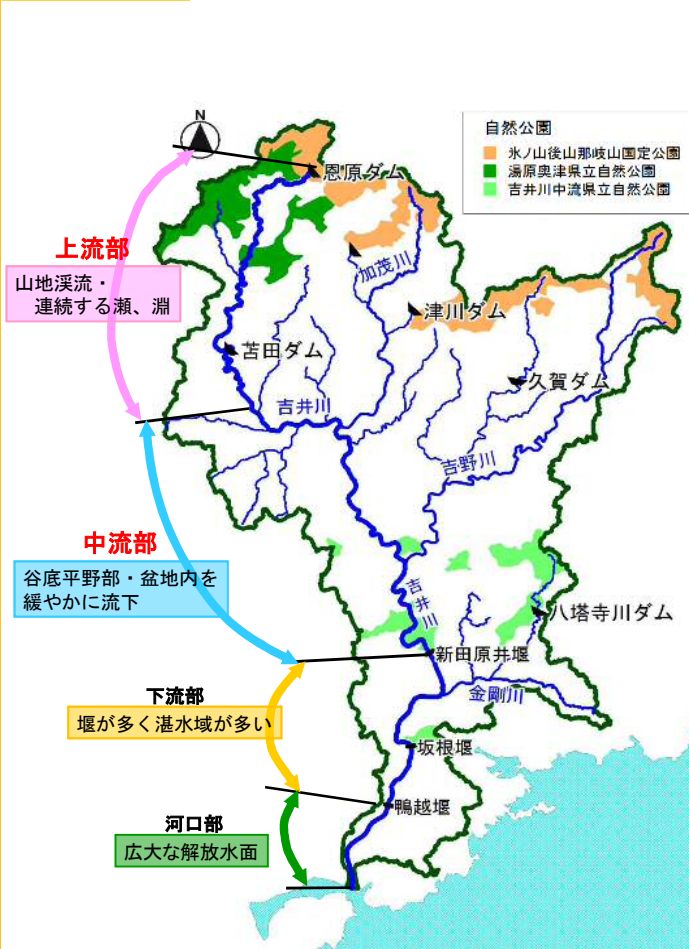 N
自然公園
氷ノ山後山那岐山国定公園
湯原奥津県立自然公園
吉井川中流県立自然公園
恩原ダム
上流部
山地渓流・
連続する瀬、淵
加茂川
津川ダム
苫田ダム
久賀ダム
吉井川
吉野川
中流部
谷底平野部・盆地内を
緩やかに流下
吉井川
八塔寺川ダム
新田原井堰
下流部
堰が多く湛水域が多い
金剛川
坂根堰
鴨越堰
河口部
広大な解放水面